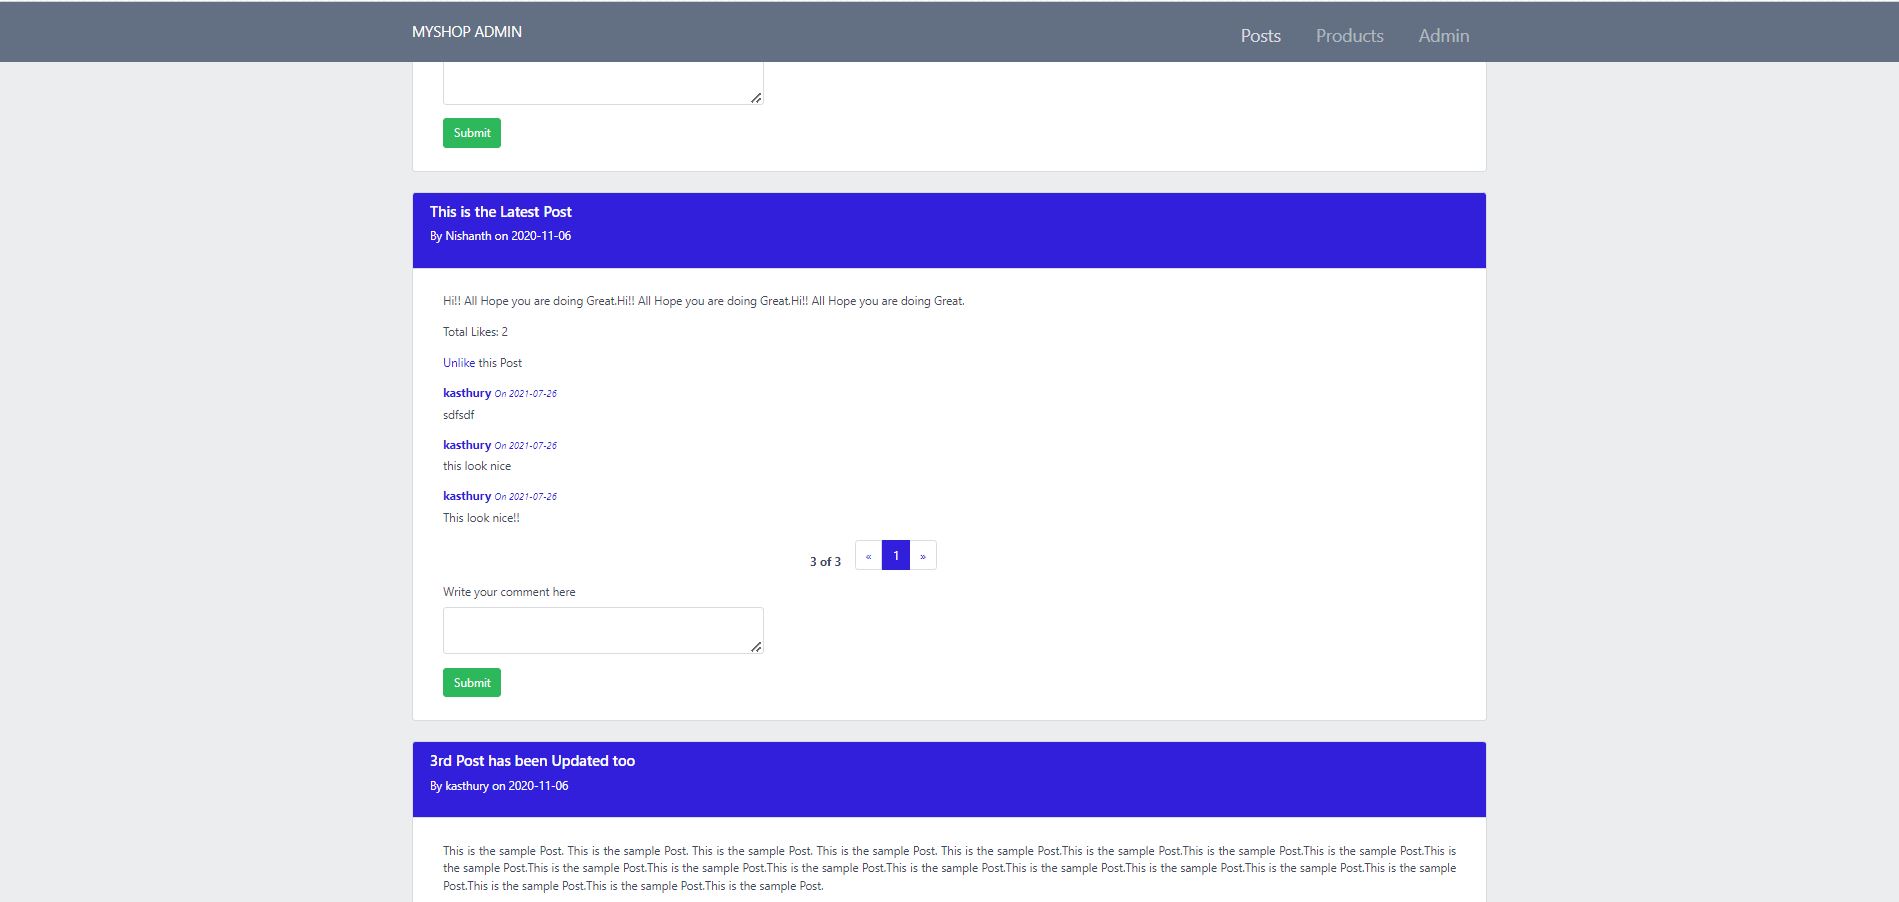 MYSHOP ADMIN
Posts Products Admin
Submit
This is the Latest Post
By Nishanth on 2020-11-06
Hi!! All Hope you are doing Great.Hi!! All Hope you are doing Great.Hi!! All Hope you are doing Great.
Total Likes: 2
Unlike this Post
kasthury On 2021-07-26
sdfsdf
kasthury On 2021-07-26
this look nice
kasthury On 2021-07-26
This look nice!!
3 of 3 « 1 »
Write your comment here
Submit
3rd Post has been Updated too
By kasthury on 2020-11-06
This is the sample Post. This is the sample Post. This is the sample Post. This is the sample Post. This is the sample Post.This is the sample Post.This is the sample Post.This is the sample Post.This is
the sample Post.This is the sample Post.This is the sample Post.This is the sample Post.This is the sample Post.This is the sample Post.This is the sample Post.This is the sample Post.This is the sample
Post.This is the sample Post.This is the sample Post.This is the sample Post.